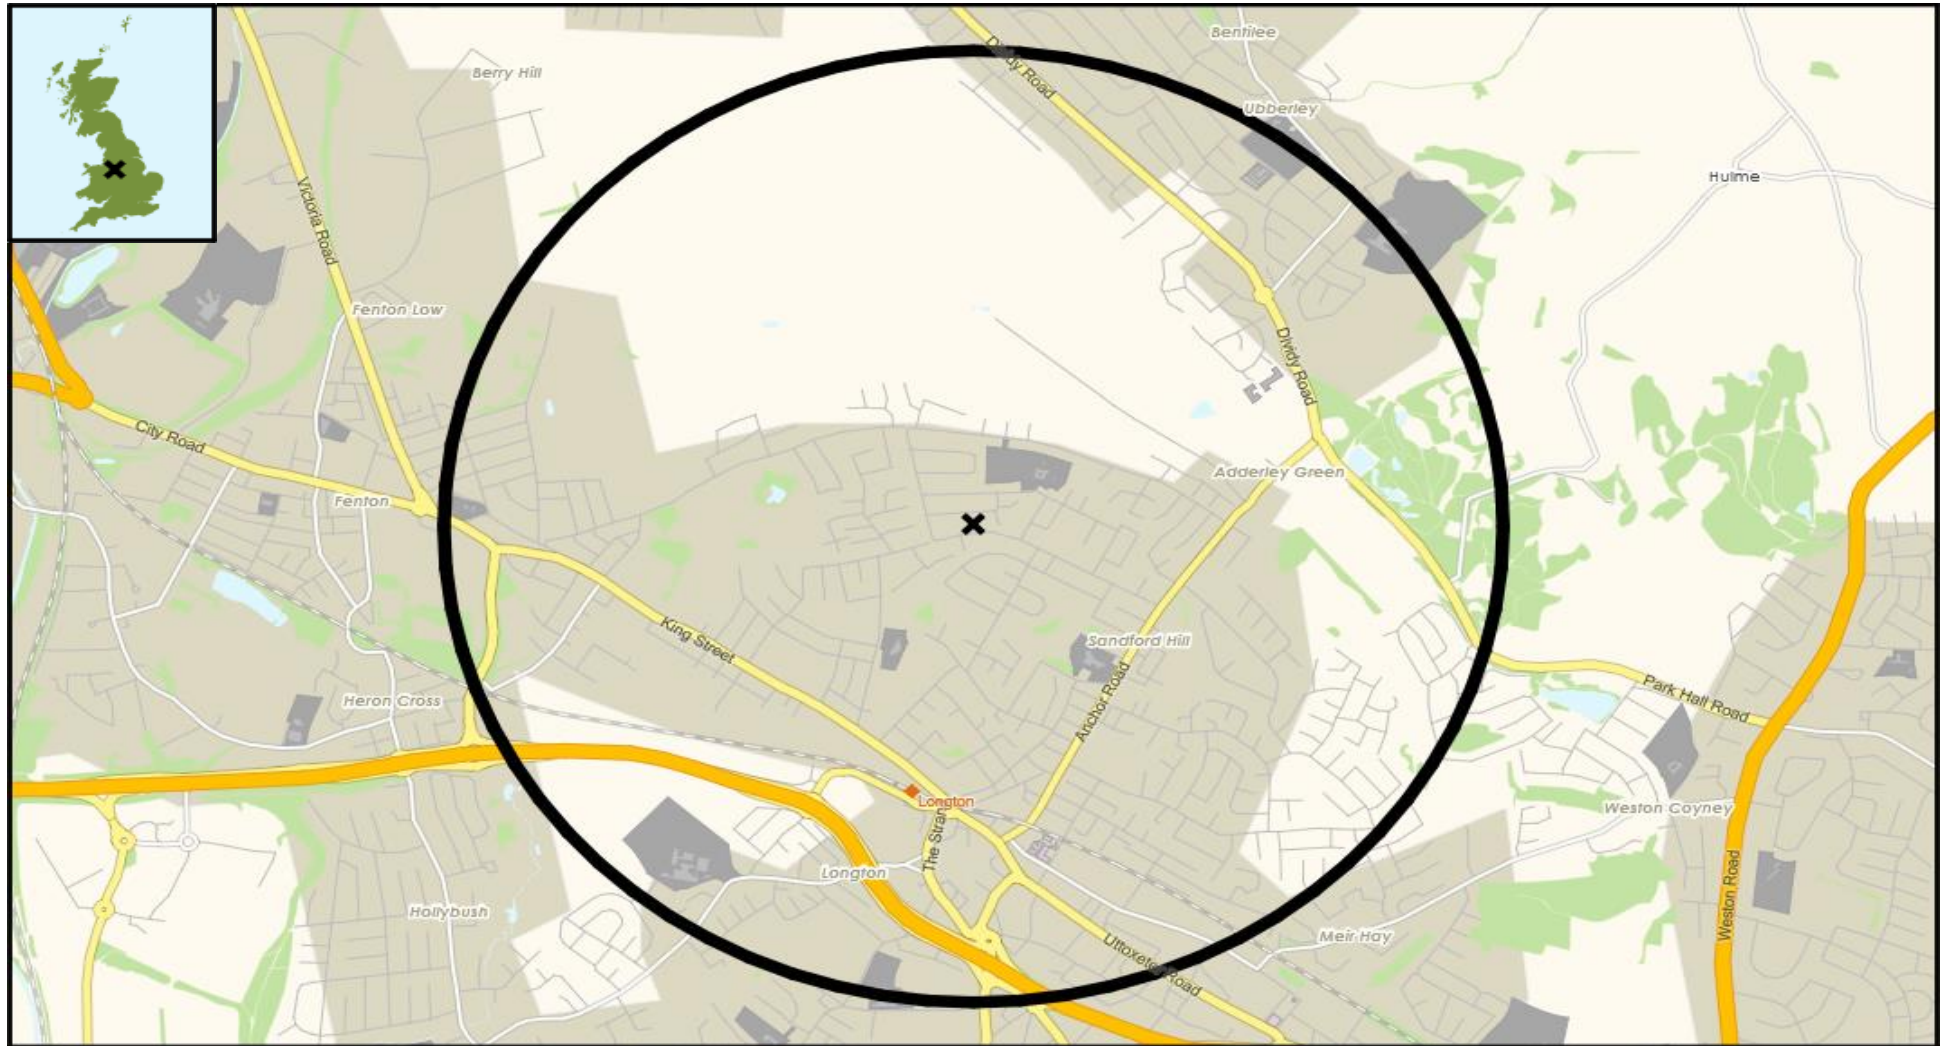 Bentilee
Dividy Road
Berry Hill
Ubberley
Hulme
Victoria Road
Fenton Low
Dividy Road
City Road
Adderley Green
Fenton
King Street
Sandford Hill
Heron Cross
Anchor Road
Park Hall Road
Longton
Weston Coyney
The Stran
Longton
Weston Road
Hollybush
Meir Hay
Uttoxeter Road